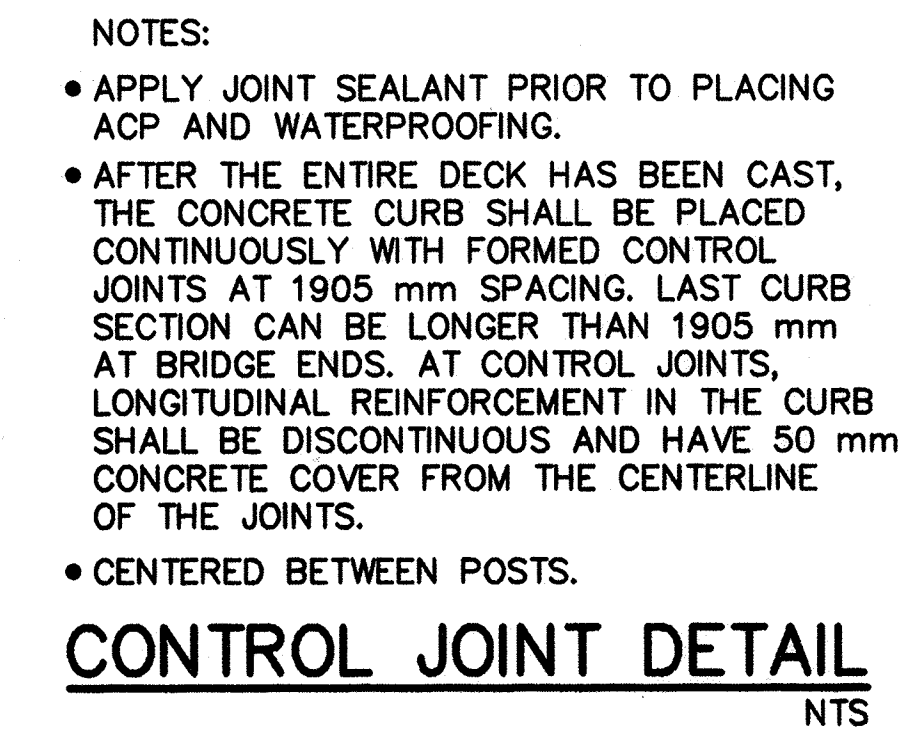 NOTES:
• APPLY JOINT SEALANT PRIOR TO PLACING
ACP AND WATERPROOFING.
• AFTER THE ENTIRE DECK HAS BEEN CAST,
THE CONCRETE CURB SHALL BE PLACED
CONTINUOUSLY WITH FORMED CONTROL
JOINTS AT 1905 mm SPACING. LAST CURB
SECTION CAN BE LONGER THAN 1905 mm
AT BRIDGE ENDS. AT CONTROL JOINTS,
LONGITUDINAL REINFORCEMENT IN THE CURB
SHALL BE DISCONTINUOUS AND HAVE 50 mm
CONCRETE COVER FROM THE CENTERLINE
OF THE JOINTS.
• CENTERED BETWEEN POSTS.
CONTROL JOINT DETAIL
NTS